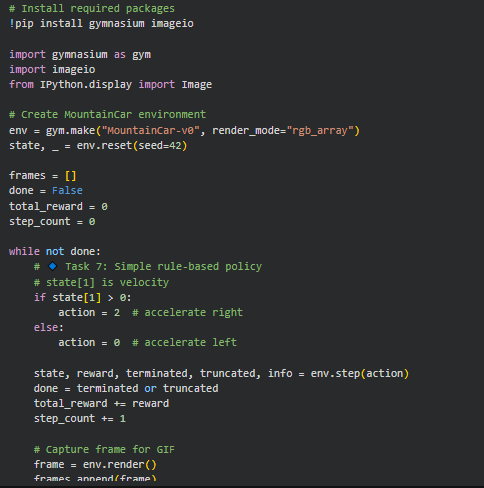 # Install required packages
!pip install gymnasium imageio
import gymnasium as gym
import imageio
from IPython.display import Image
# Create MountainCar environment
env = gym.make("MountainCar-v0", render_mode="rgb_array")
state, _ = env.reset(seed=42)
frames = []
done = False
total_reward = 0
step_count = 0
while not done:
    # 🔹 Task 7: Simple rule-based policy
    # state[1] is velocity
    if state[1] > 0:
        action = 2  # accelerate right
    else:
        action = 0  # accelerate left
    state, reward, terminated, truncated, info = env.step(action)
    done = terminated or truncated
    total_reward += reward
    step_count += 1
    # Capture frame for GIF
    frame = env.render()
    frames.append(frame)